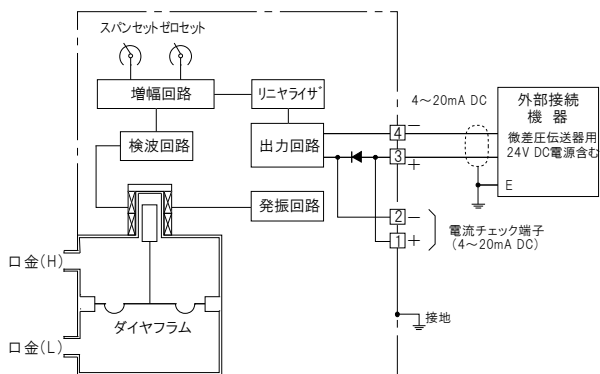 スパンセット ゼロセット
増幅回路
リニヤライザ
検波回路
出力回路
発振回路
4～20mA DC
外部接続
機 器
微差圧伝送器用
24V DC電源含む
E
4 －
3 +
2 －
1 +
電流チェック端子
(4～20mA DC)
口金(H)
ダイヤフラム
口金(L)
接地